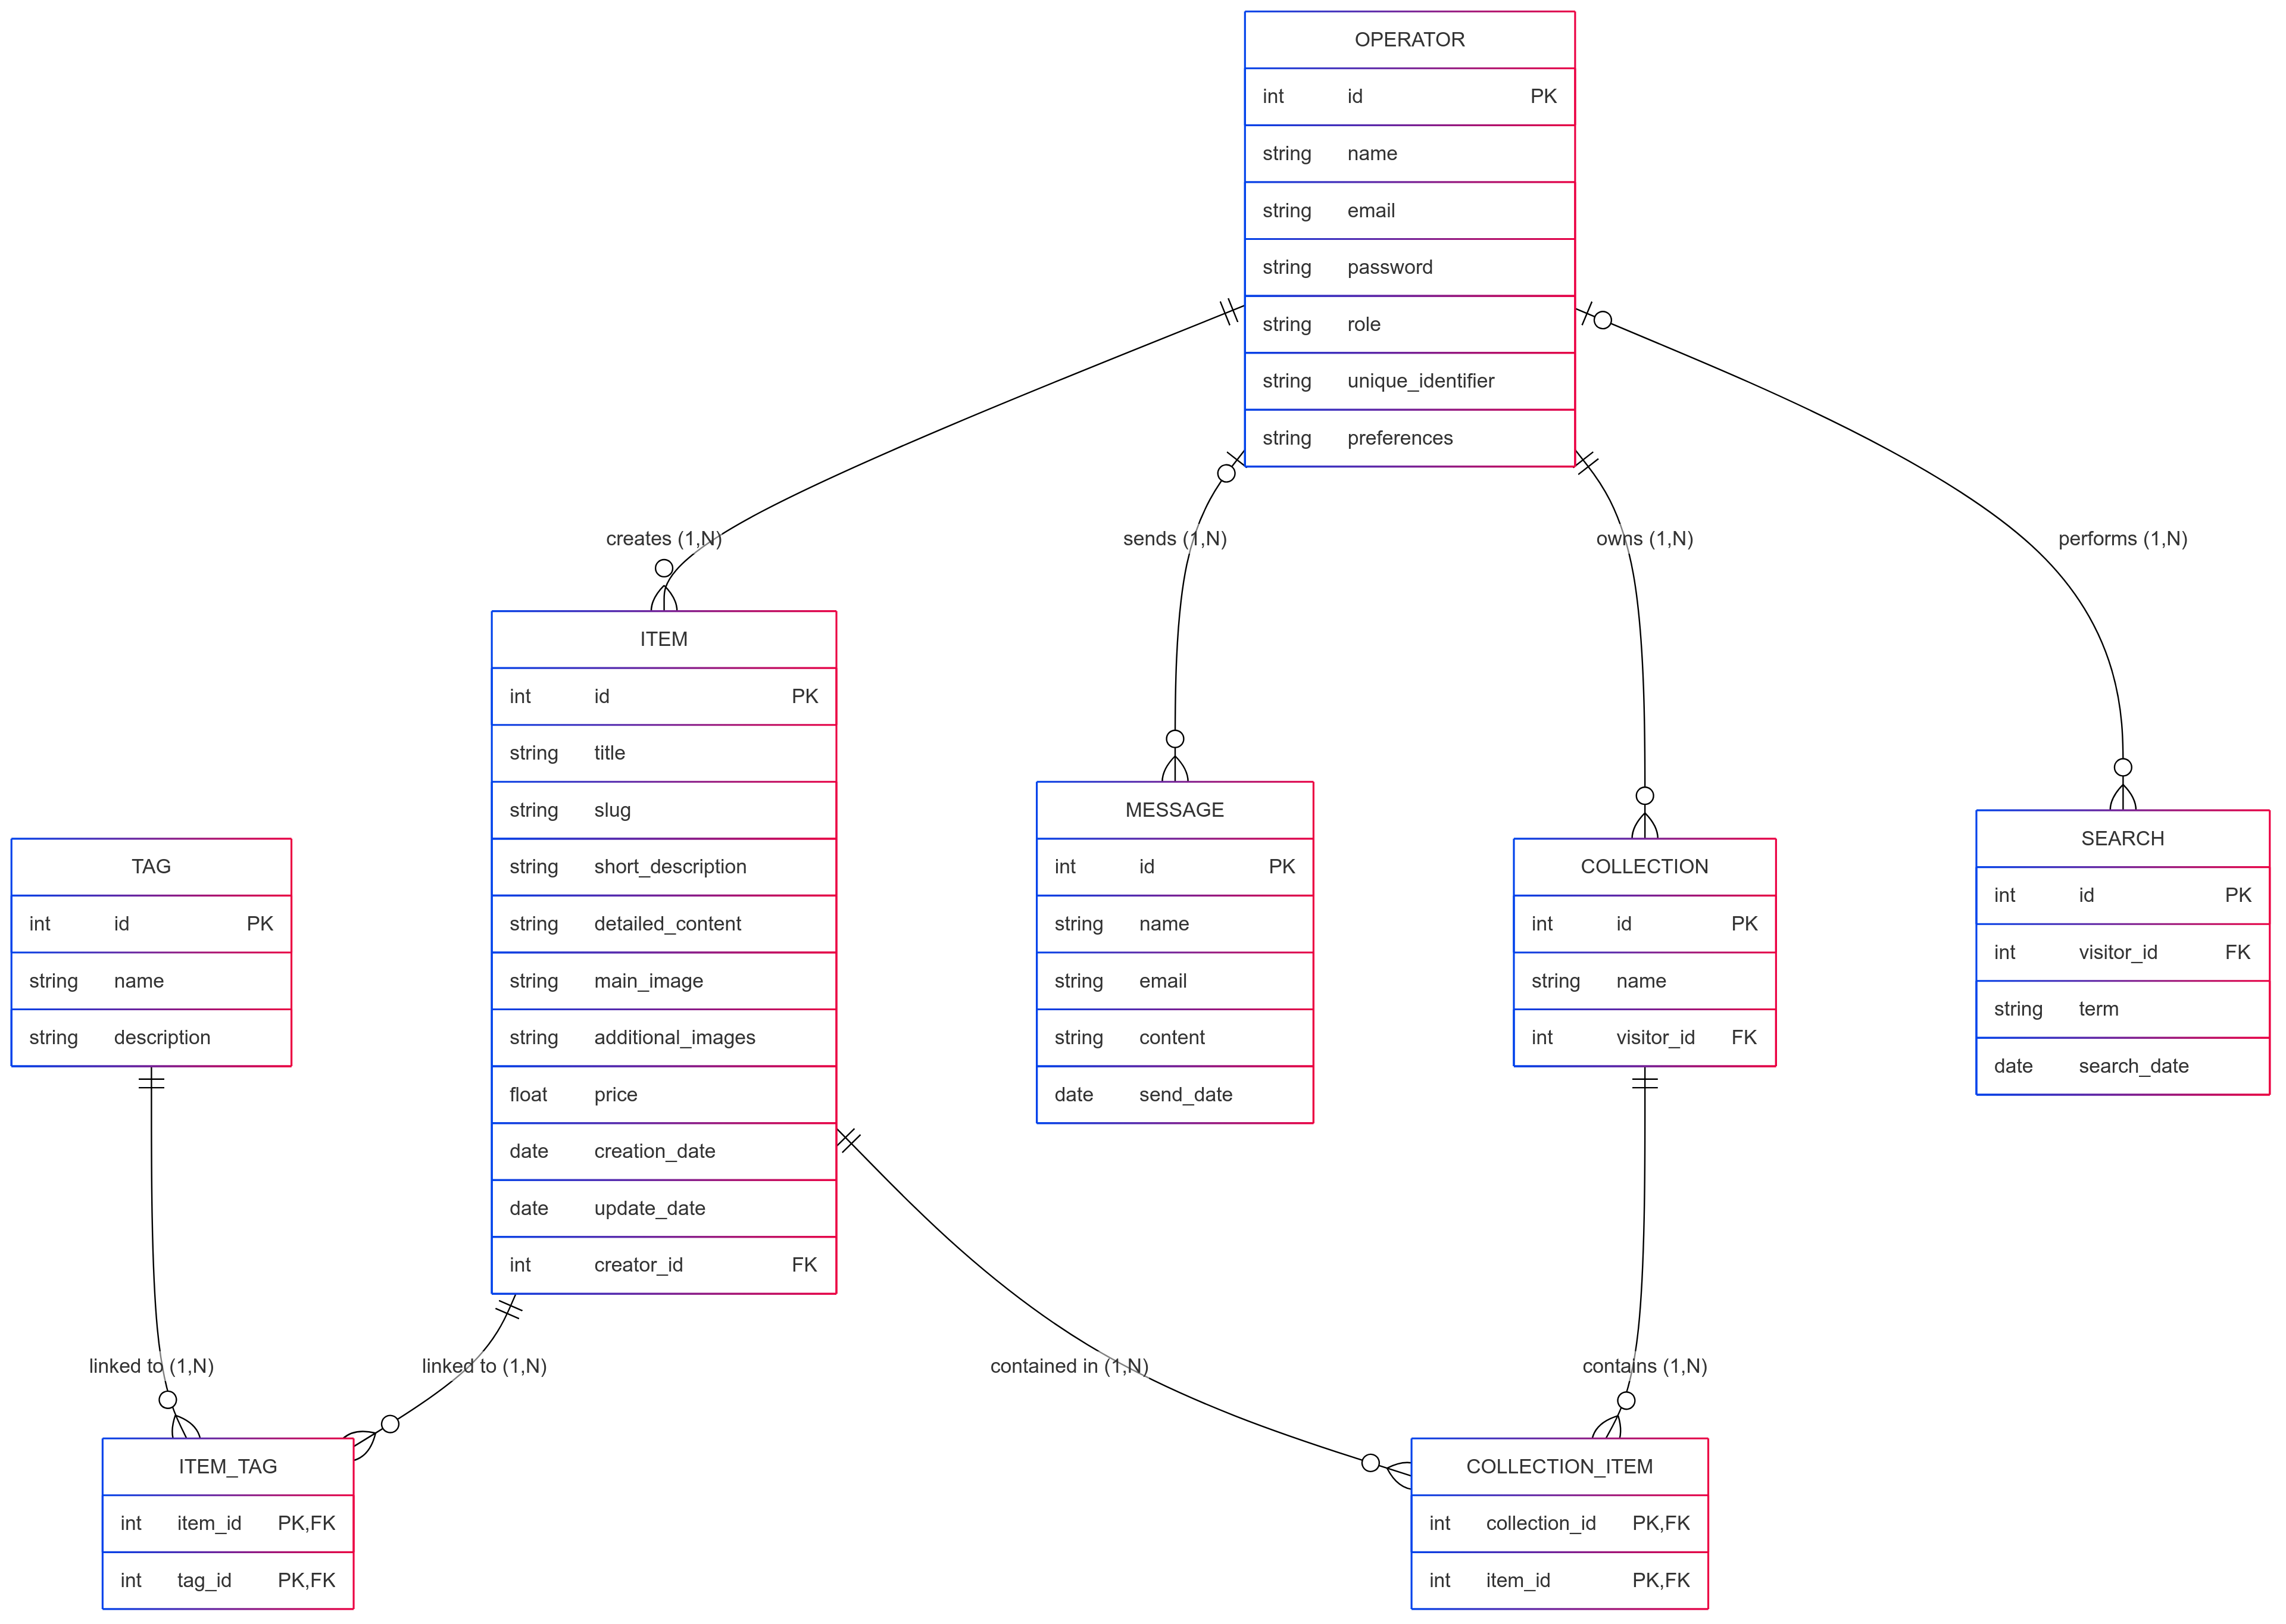 OPERATOR
int id PK
string name
string email
string password
string role
string unique_identifier
string preferences
creates (1,N)
sends (1,N)
owns (1,N)
performs (1,N)
ITEM
int id PK
string title
string slug
string short_description
string detailed_content
string main_image
string additional_images
float price
date creation_date
date update_date
int creator_id FK
MESSAGE
int id PK
string name
string email
string content
date send_date
COLLECTION
int id PK
string name
int visitor_id FK
SEARCH
int id PK
int visitor_id FK
string term
date search_date
TAG
int id PK
string name
string description
linked to (1,N)
linked to (1,N)
contained in (1,N)
contains (1,N)
ITEM_TAG
int item_id PK,FK
int tag_id PK,FK
COLLECTION_ITEM
int collection_id PK,FK
int item_id PK,FK